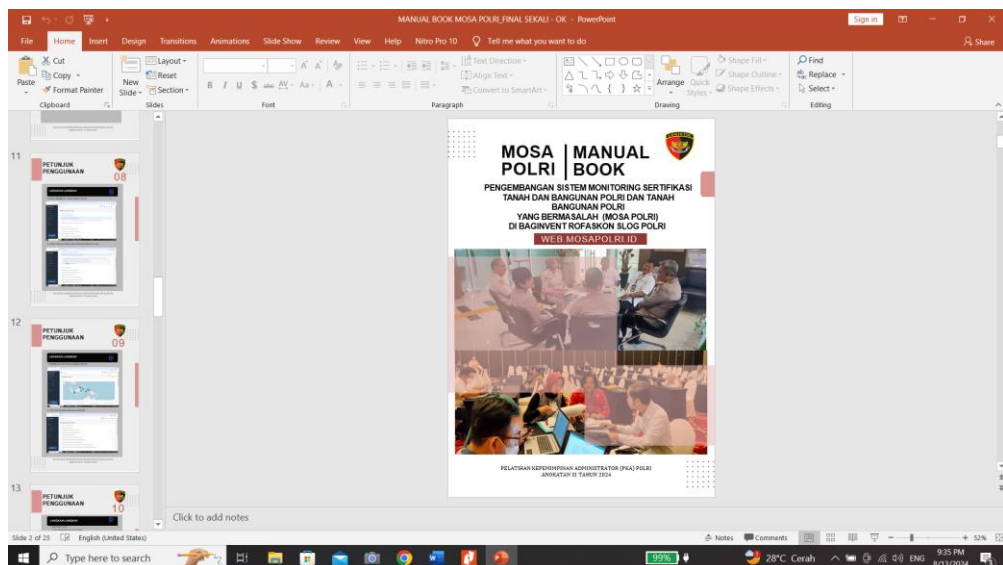 MANUAL BOOK MOSA POLRI_FINAL SEKALI - OK - PowerPoint
Sign in
File Home Insert Design Transitions Animations Slide Show Review View Help Nitro Pro 10 Tell me what you want to do
Share
Paste
Cut
Copy
Format Painter
Clipboard
New
Slide
Layout
Reset
Section
Slides
B I U S abc AV Aa A
Font
Text Direction
Align Text
Convert to SmartArt
Paragraph
Arrange
Quick
Styles
Shape Fill
Shape Outline
Shape Effects
Drawing
Find
Replace
Select
Editing
11
PETUNJUK
PENGGUNAAN
08
12
PETUNJUK
PENGGUNAAN
09
13
PETUNJUK
PENGGUNAAN
10
MOSA
POLRI
MANUAL
BOOK
PENGEMBANGAN SISTEM MONITORING SERTIFIKASI
TANAH DAN BANGUNAN POLRI DAN TANAH
BANGUNAN POLRI
YANG BERMASALAH (MOSA POLRI)
DI BAGINVENT ROFASKON SLOG POLRI
WEB MOSAPOLRI.ID
PELATIHAN KEPEMIMPINAN ADMINISTRATOR (PKA) POLRI
ANGKATAN XI TAHUN 2024
Click to add notes
Slide 2 of 25 English (United States)
Notes Comments 52%
Type here to search
99%
28°C Cerah
ENG
9:35 PM
8/13/2024